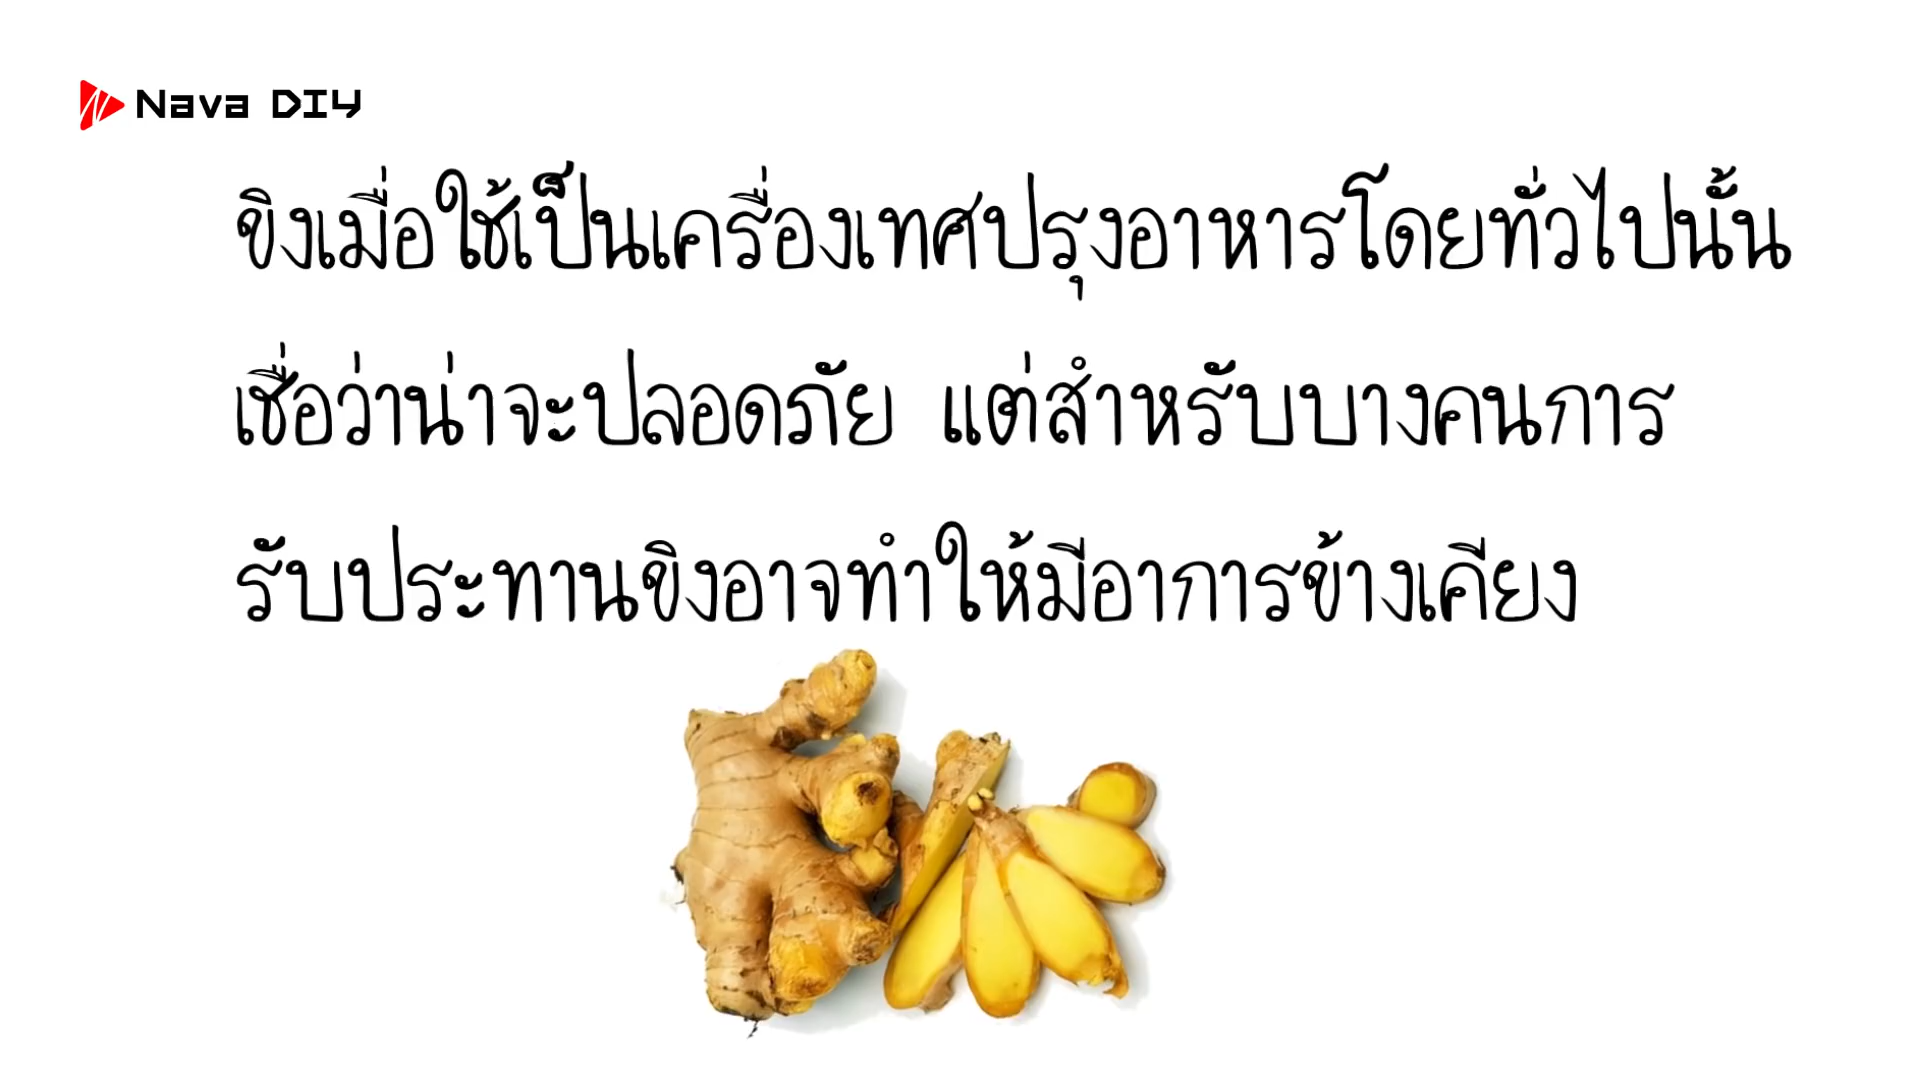 Nava DIY
ขิงเมื่อใช้เป็นเครื่องเทศปรุงอาหารโดยทั่วไปนั้น
เชื่อว่าน่าจะปลอดภัย แต่สำหรับบางคนการ
รับประทานขิงอาจทำให้มีอาการข้างเคียง